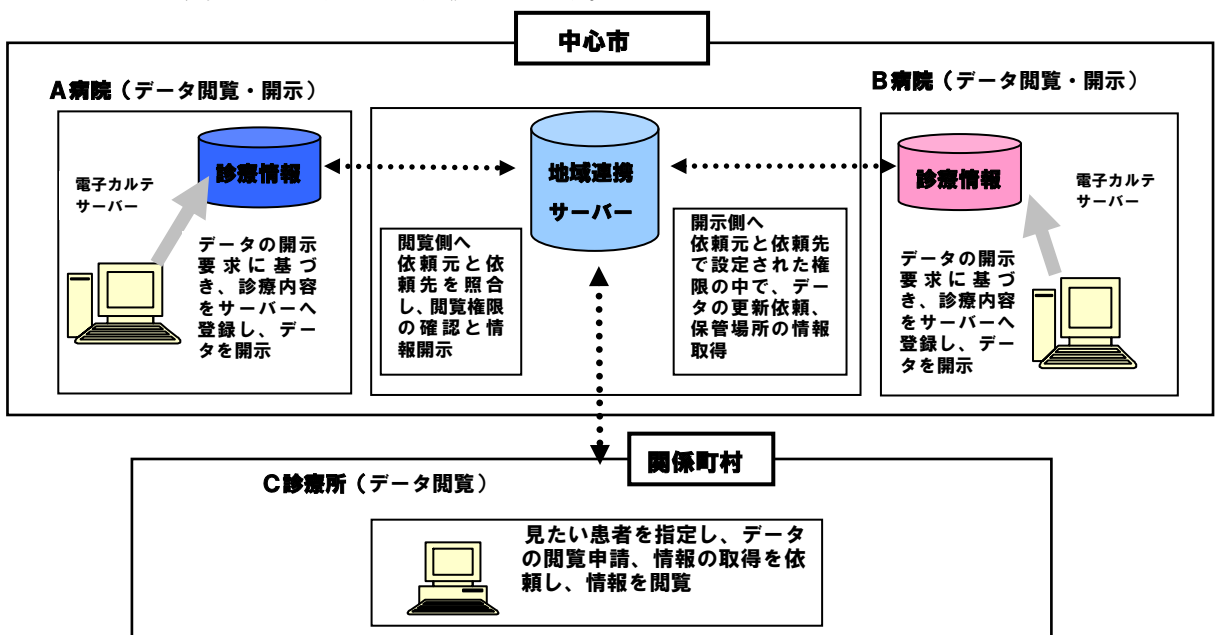 中心市
A病院（データ閲覧・開示）
B病院（データ閲覧・開示）
診療情報
電子カルテ
サーバー
データの開示
要求に基づ
き、診療内容
をサーバーへ
登録し、デー
タを開示
地域連携
サーバー
閲覧側へ
依頼元と依
頼先を照合
し、閲覧権限
の確認と情
報開示
開示側へ
依頼元と依頼先
で設定された権
限の中で、デー
タの更新依頼、
保管場所の情報
取得
診療情報
電子カルテ
サーバー
データの開示
要求に基づ
き、診療内容
をサーバーへ
登録し、デー
タを開示
関係町村
C診療所（データ閲覧）
見たい患者を指定し、データ
の閲覧申請、情報の取得を依
頼し、情報を閲覧